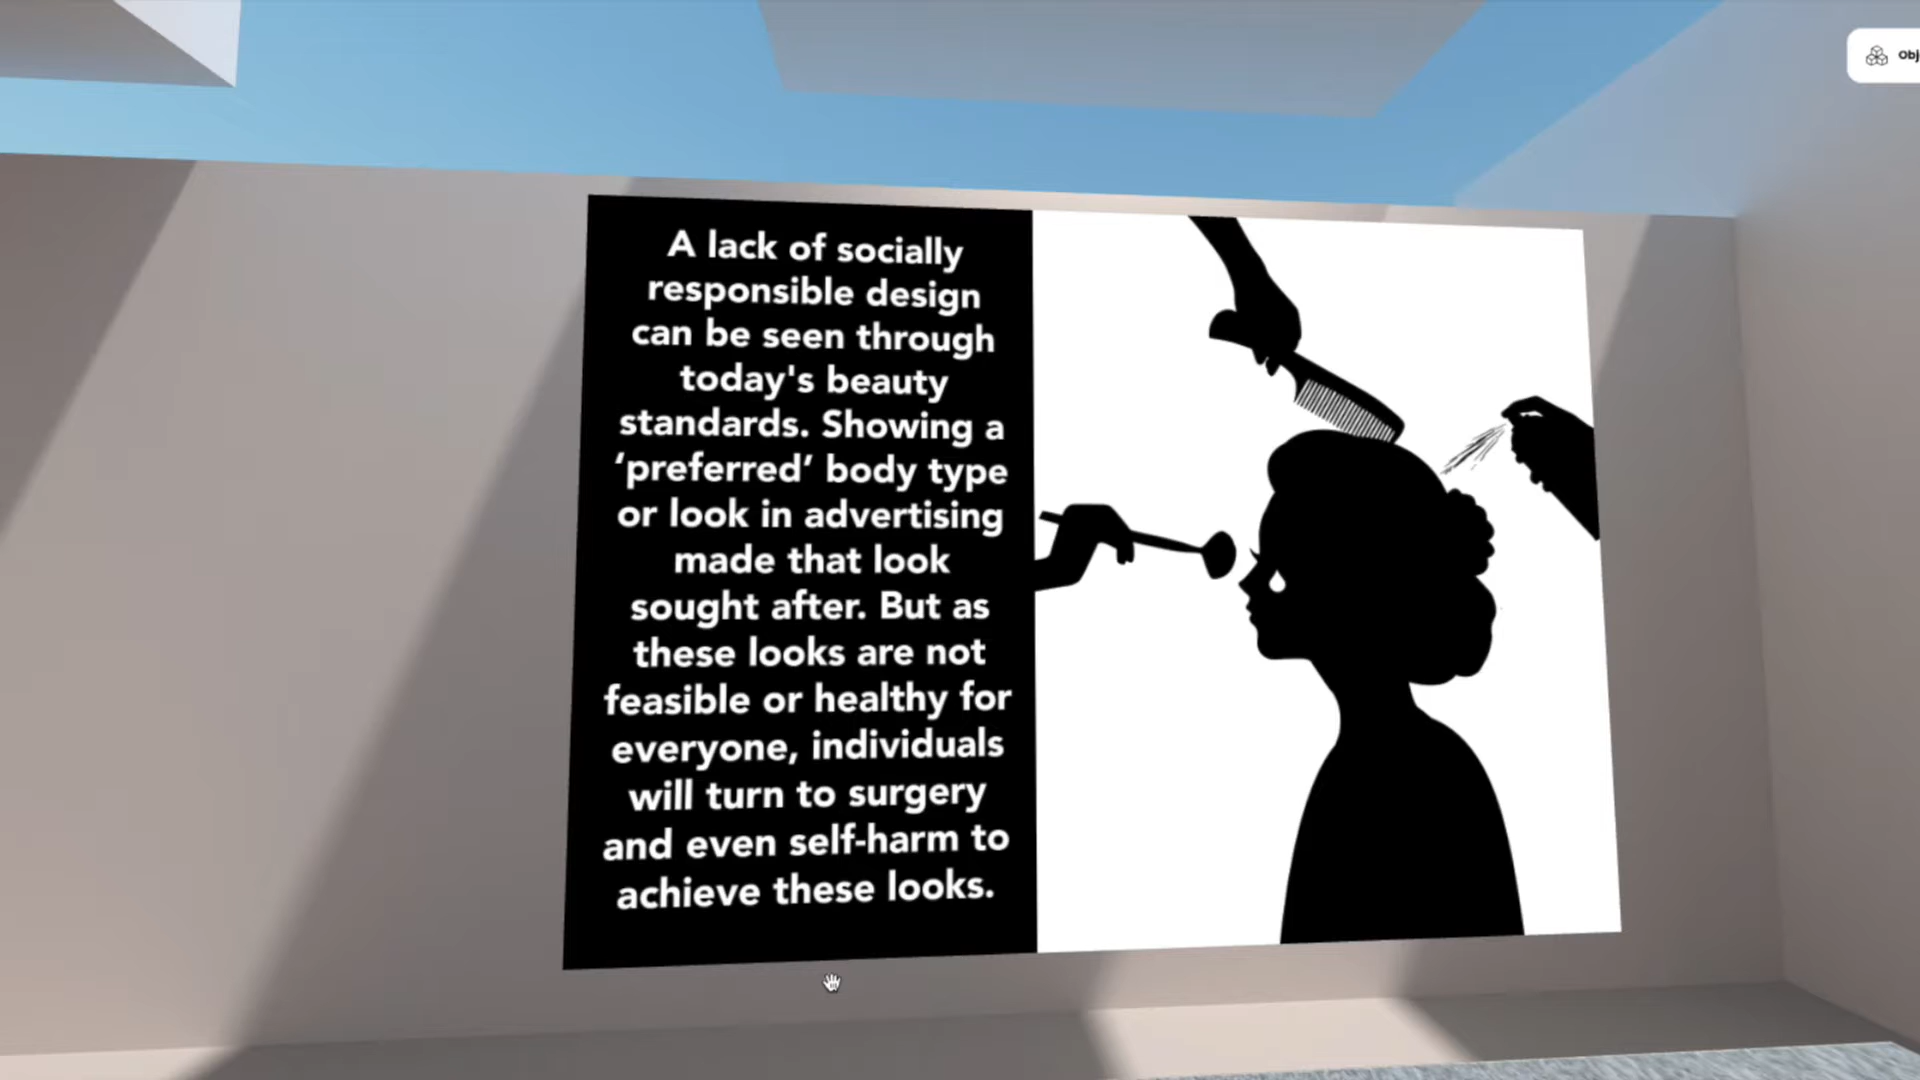 Obj
A lack of socially
responsible design
can be seen through
today's beauty
standards. Showing a
‘preferred’ body type
or look in advertising
made that look
sought after. But as
these looks are not
feasible or healthy for
everyone, individuals
will turn to surgery
and even self-harm to
achieve these looks.